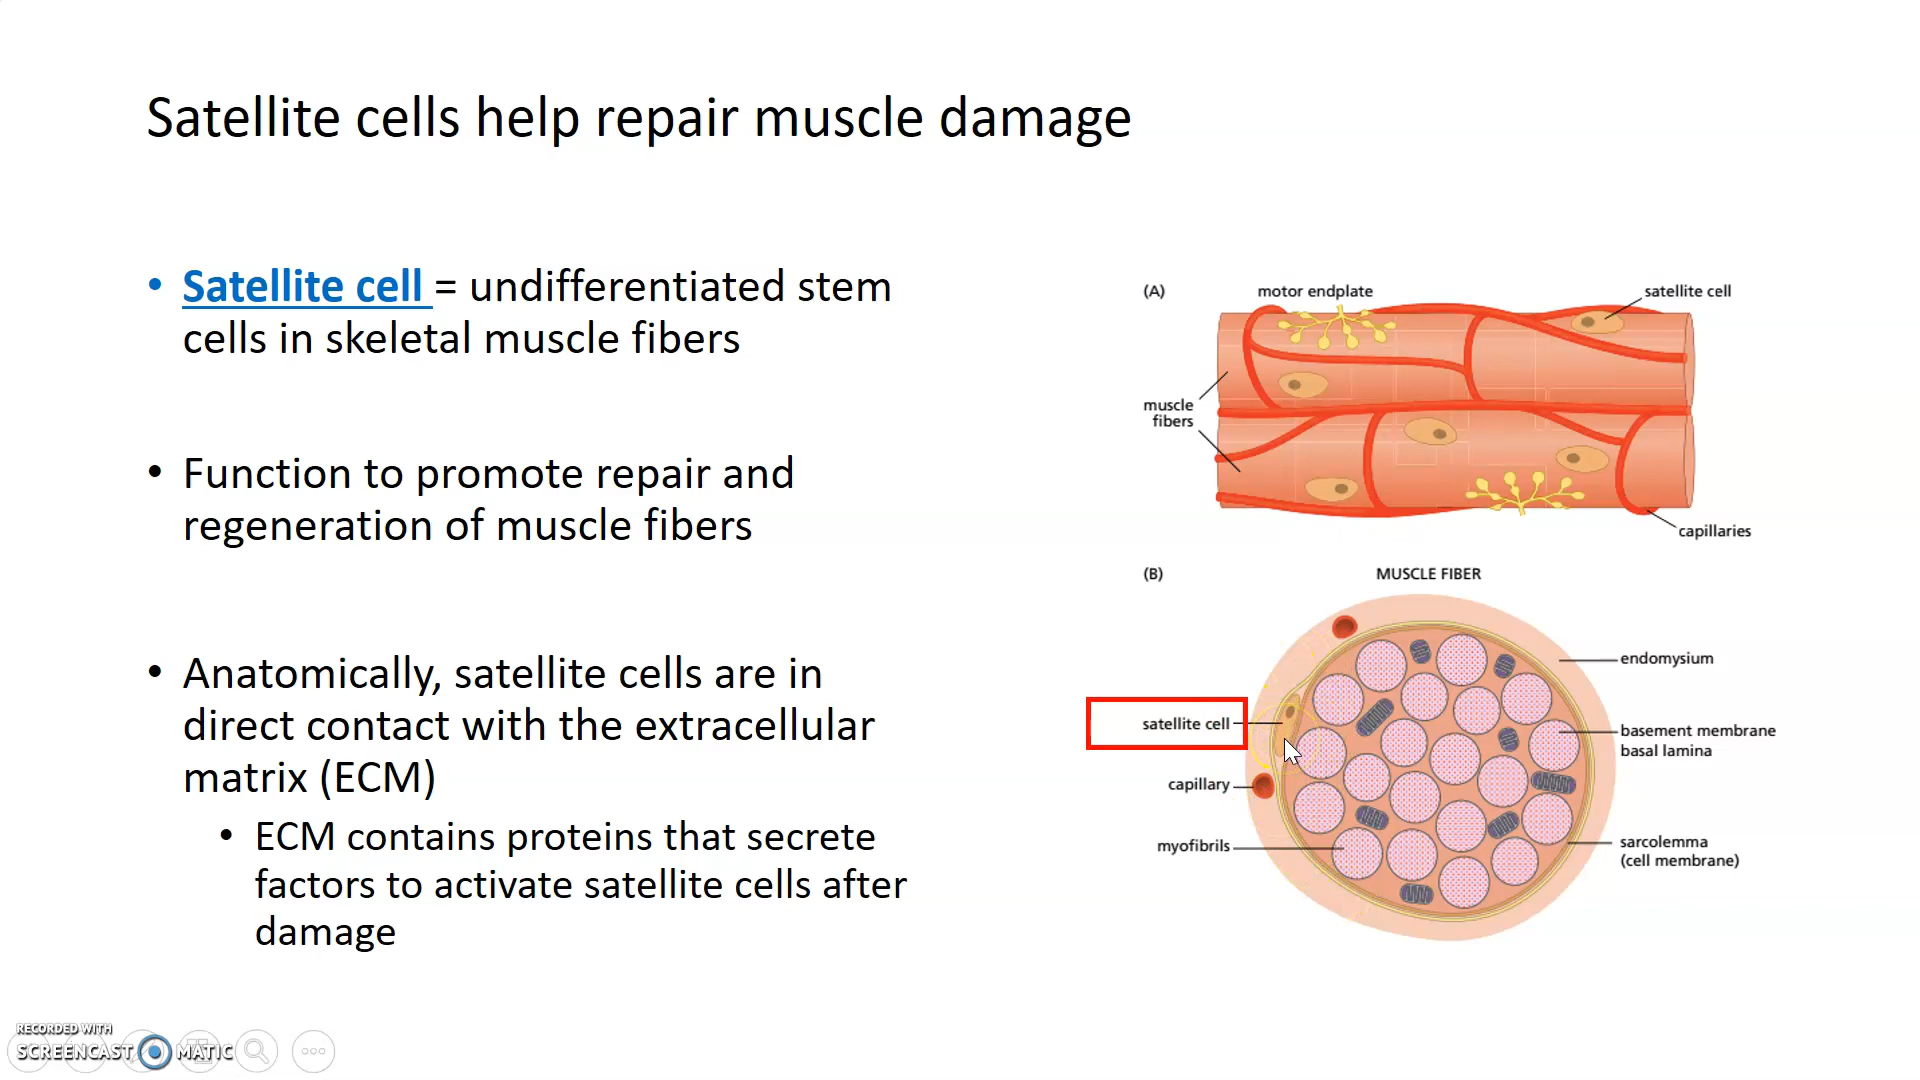 Satellite cells help repair muscle damage
• Satellite cell = undifferentiated stem
cells in skeletal muscle fibers
• Function to promote repair and
regeneration of muscle fibers
• Anatomically, satellite cells are in
direct contact with the extracellular
matrix (ECM)
• ECM contains proteins that secrete
factors to activate satellite cells after
damage
(A)
motor endplate
satellite cell
muscle
fibers
capillaries
(B)
MUSCLE FIBER
endomysium
satellite cell
basement membrane
basal lamina
capillary
myofibrils
sarcolemma
(cell membrane)
RECORDED WITH
SCREENCAST MATIC